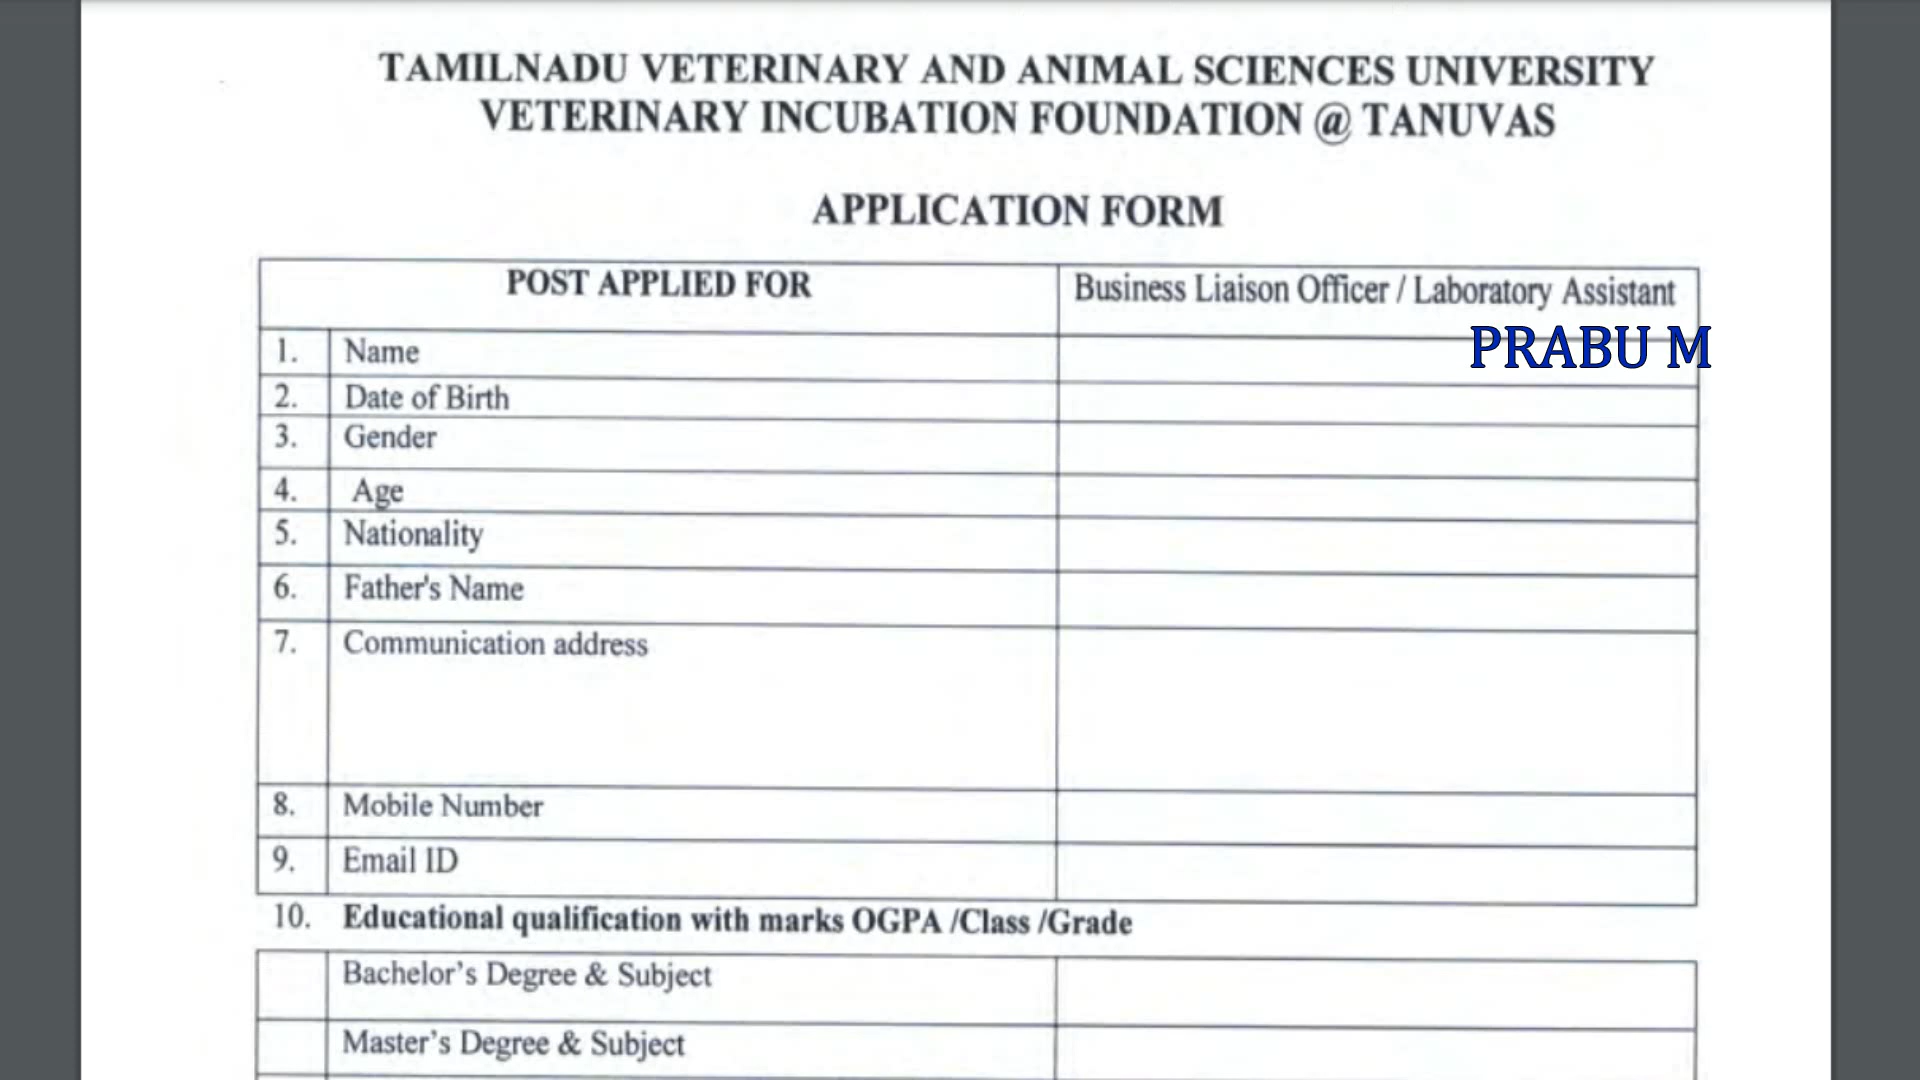 TAMILNADU VETERINARY AND ANIMAL SCIENCES UNIVERSITY
VETERINARY INCUBATION FOUNDATION @ TANUVAS
APPLICATION FORM
POST APPLIED FOR Business Liaison Officer / Laboratory Assistant
PRABU M
1. Name
2. Date of Birth
3. Gender
4. Age
5. Nationality
6. Father's Name
7. Communication address
8. Mobile Number
9. Email ID
10. Educational qualification with marks OGPA /Class /Grade
Bachelor’s Degree & Subject
Master’s Degree & Subject